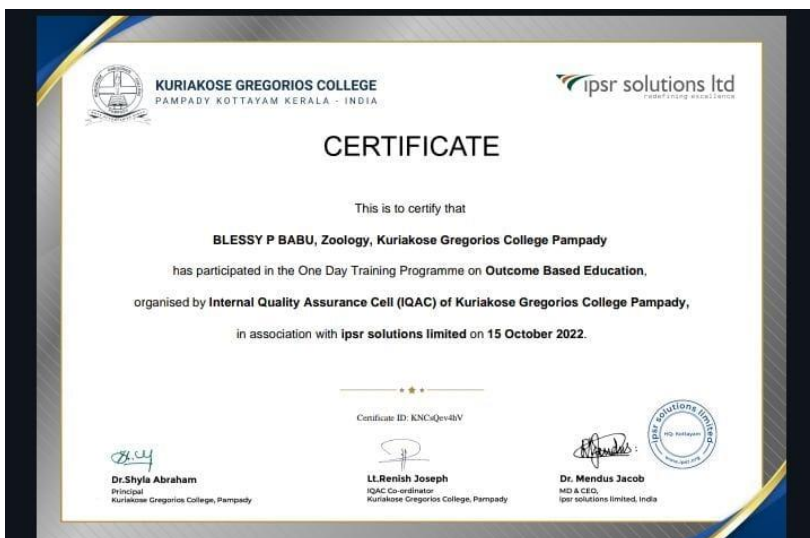 KURIAKOSE GREGORIOS COLLEGE
PAMPADY KOTTAYAM KERALA - INDIA
ipsr solutions ltd
redefining excellence
CERTIFICATE
This is to certify that
BLESSY P BABU, Zoology, Kuriakose Gregorios College Pampady
has participated in the One Day Training Programme on Outcome Based Education,
organised by Internal Quality Assurance Cell (IQAC) of Kuriakose Gregorios College Pampady,
in association with ipsr solutions limited on 15 October 2022.
Certificate ID: KNCsQev4hV
ipsr solutions limited
HQ: Kottayam
www.ipsr.org
Dr.Shyla Abraham
Principal
Kuriakose Gregorios College, Pampady
Lt.Renish Joseph
IQAC Co-ordinator
Kuriakose Gregorios College, Pampady
Dr. Mendus Jacob
MD & CEO,
ipsr solutions limited, India